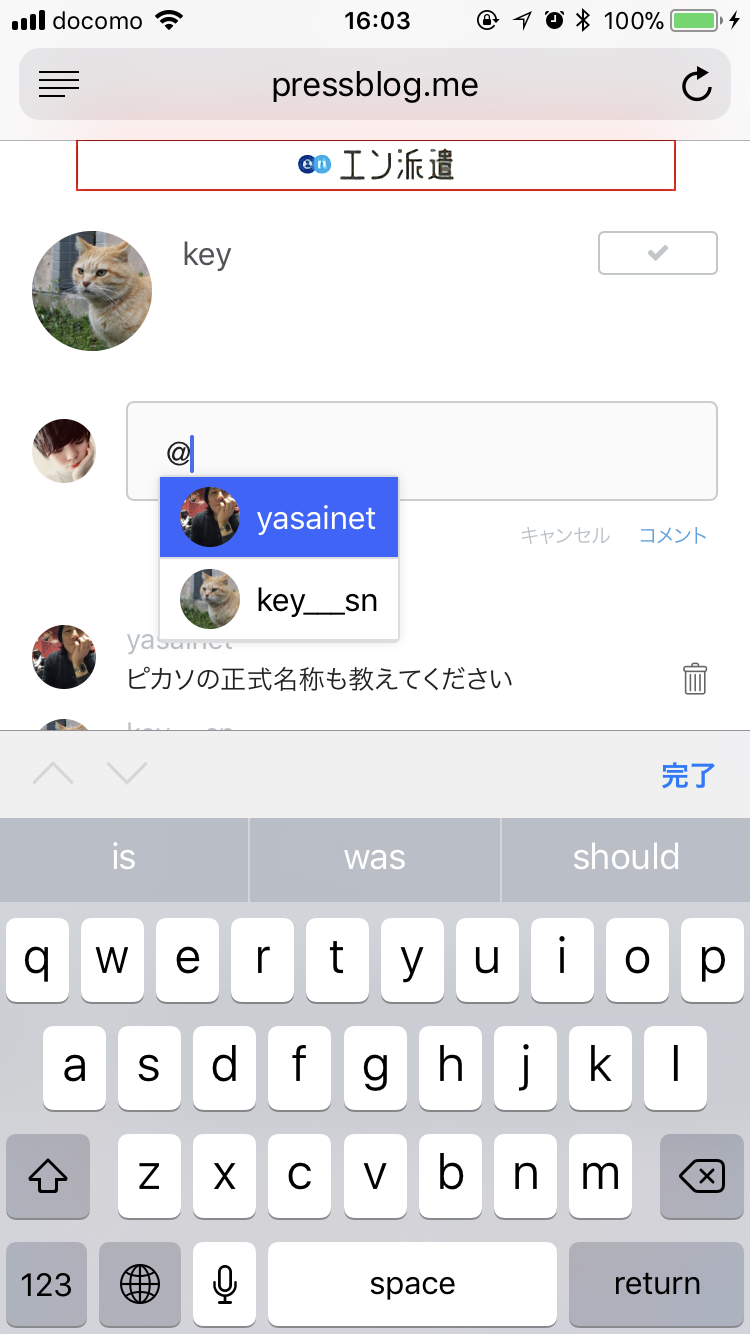 docomo 16:03 100%
pressblog.me
en エン派遣
key
@
yasainet
key___sn
キャンセル コメント
yasainet
ピカソの正式名称も教えてください
key___sn
完了
is was should
q w e r t y u i o p
a s d f g h j k l
z x c v b n m
123 space return